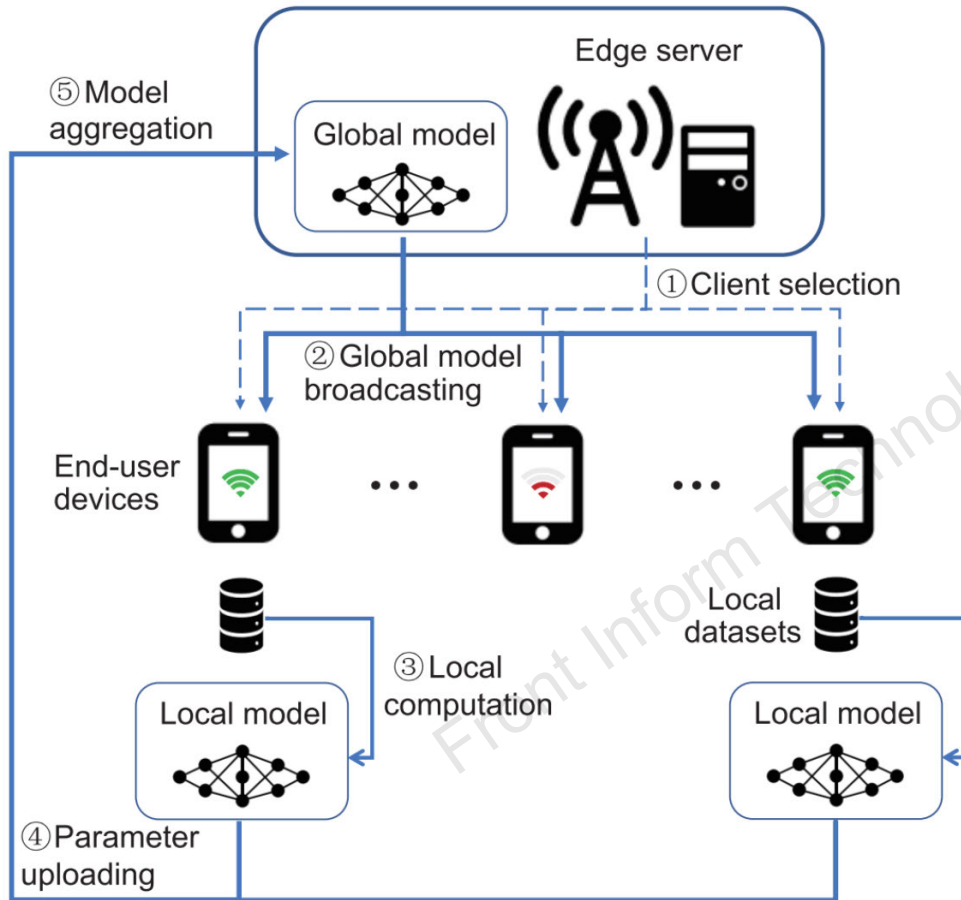 Edge server
⑤Model
aggregation
Global model
①Client selection
②Global model
broadcasting
End-user
devices
...
...
Local
datasets
③Local
computation
Local model
Local model
④Parameter
uploading
Front Inform Technol